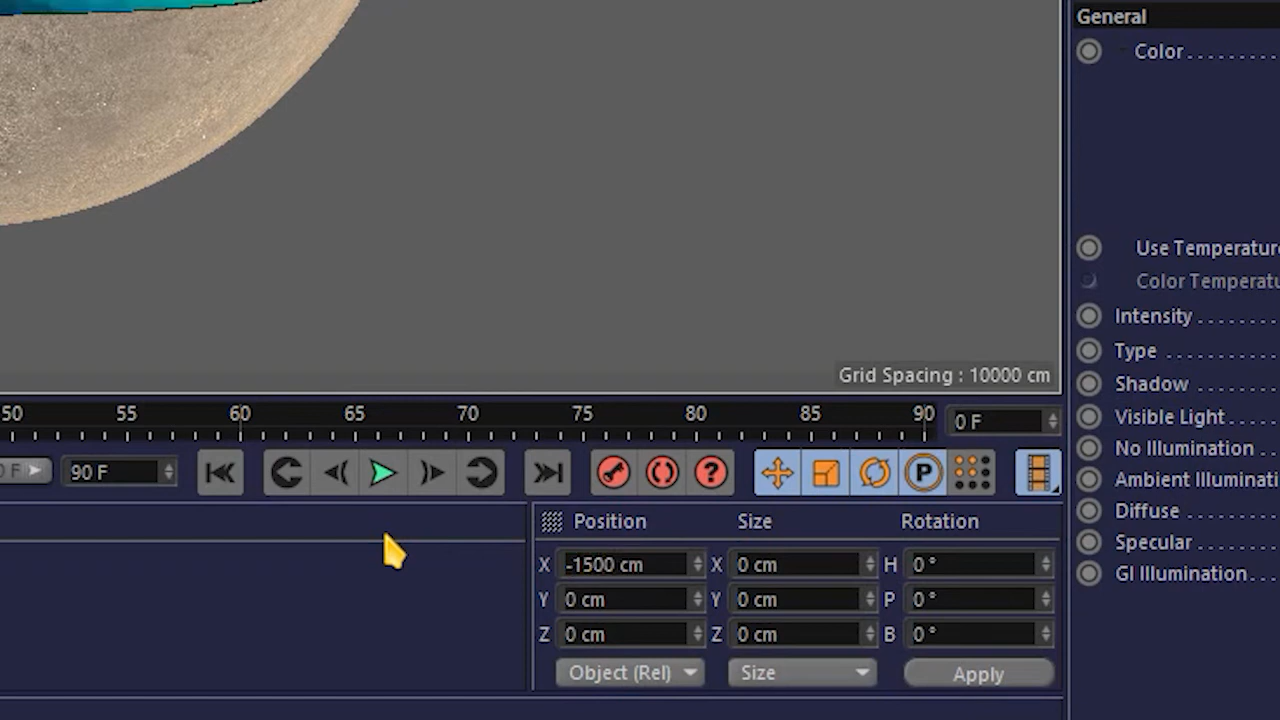 General
Color
Use Temperature
Color Temperatu
Intensity
Type
Shadow
Visible Light
No Illumination
Ambient Illuminati
Diffuse
Specular
GI Illumination
Grid Spacing : 10000 cm
50 55 60 65 70 75 80 85 90
0 F
0 F
90 F
?
P
Position Size Rotation
X -1500 cm X 0 cm H 0 °
Y 0 cm Y 0 cm P 0 °
Z 0 cm Z 0 cm B 0 °
Object (Rel) Size Apply